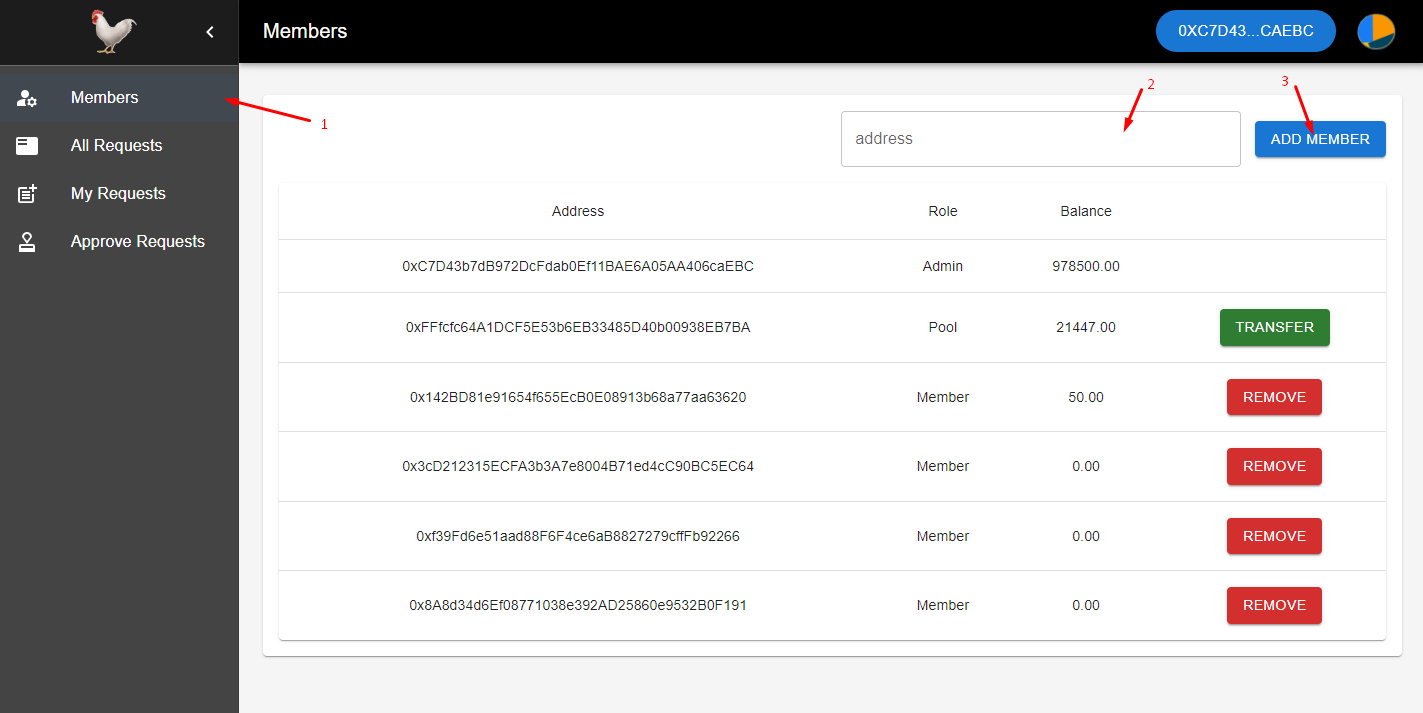 Members
0XC7D43...CAEBC
Members
1
All Requests
My Requests
Approve Requests
2
3
address
ADD MEMBER
Address Role Balance
0xC7D43b7dB972DcFdab0Ef11BAE6A05AA406caEBC Admin 978500.00
0xFFfcfc64A1DCF5E53b6EB33485D40b00938EB7BA Pool 21447.00 TRANSFER
0x142BD81e91654f655EcB0E08913b68a77aa63620 Member 50.00 REMOVE
0x3cD212315ECFA3b3A7e8004B71ed4cC90BC5EC64 Member 0.00 REMOVE
0xf39Fd6e51aad88F6F4ce6aB8827279cffFb92266 Member 0.00 REMOVE
0x8A8d34d6Ef08771038e392AD25860e9532B0F191 Member 0.00 REMOVE